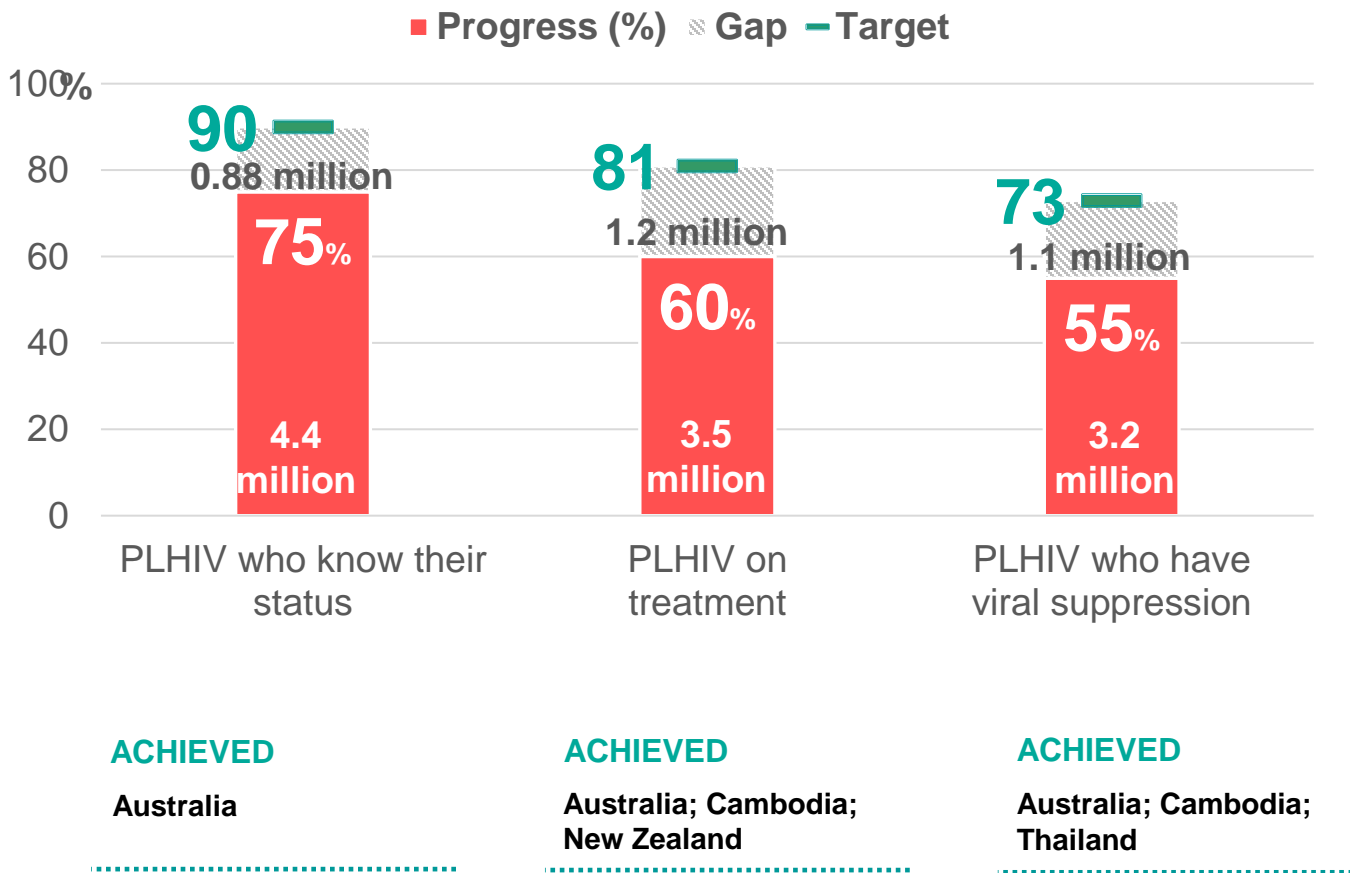 Progress (%) Gap Target
100%
80
60
40
20
0
90
0.88 million
75%
4.4
million
81
1.2 million
60%
3.5
million
73
1.1 million
55%
3.2
million
PLHIV who know their
status
PLHIV on
treatment
PLHIV who have
viral suppression
ACHIEVED
Australia
ACHIEVED
Australia; Cambodia;
New Zealand
ACHIEVED
Australia; Cambodia;
Thailand